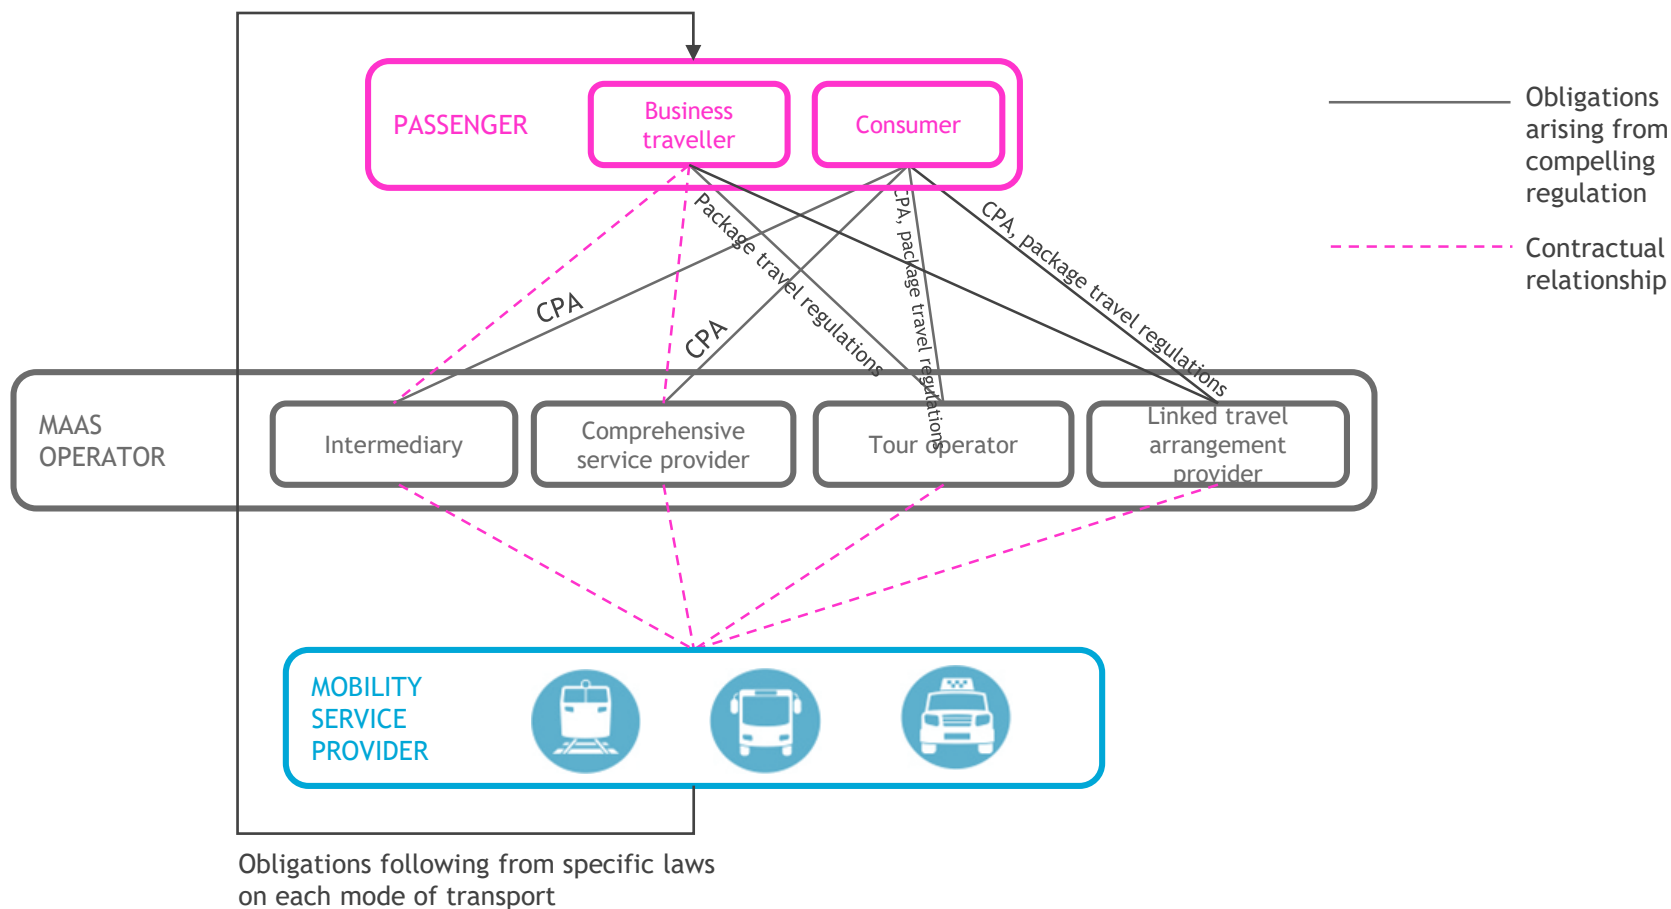 PASSENGER
Business
traveller
Consumer
Obligations
arising from
compelling
regulation
Contractual
relationship
CPA
CPA
Package travel regulations
CPA, package travel regulations
CPA, package travel regulations
MAAS
OPERATOR
Intermediary
Comprehensive
service provider
Tour operator
Linked travel
arrangement
provider
MOBILITY
SERVICE
PROVIDER
Obligations following from specific laws
on each mode of transport